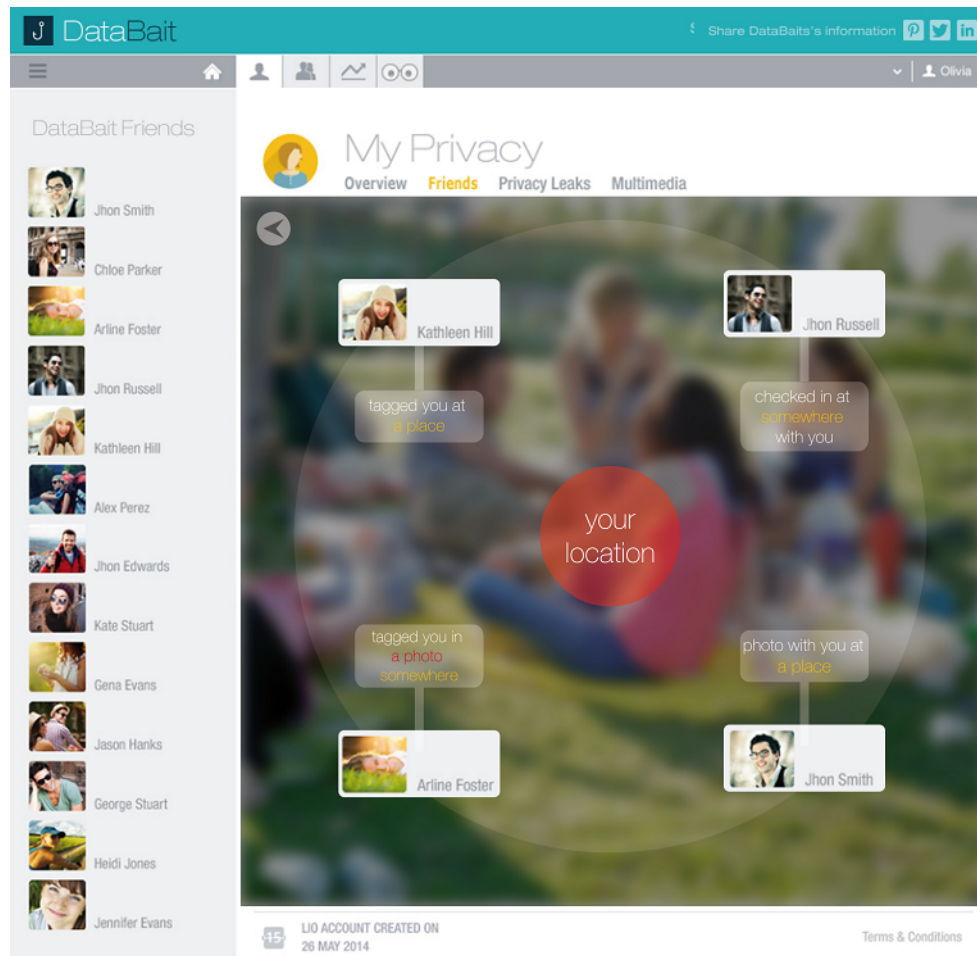 DataBait
Share DataBaits's information
Olivia
DataBait Friends
Jhon Smith
Chloe Parker
Arline Foster
Jhon Russell
Kathleen Hill
Alex Perez
Jhon Edwards
Kate Stuart
Gena Evans
Jason Hanks
George Stuart
Heidi Jones
Jennifer Evans
My Privacy
Overview Friends Privacy Leaks Multimedia
Kathleen Hill
tagged you at
a place
Jhon Russell
checked in at
somewhere
with you
your
location
tagged you in
a photo
somewhere
Arline Foster
photo with you at
a place
Jhon Smith
15
LIO ACCOUNT CREATED ON
26 MAY 2014
Terms & Conditions